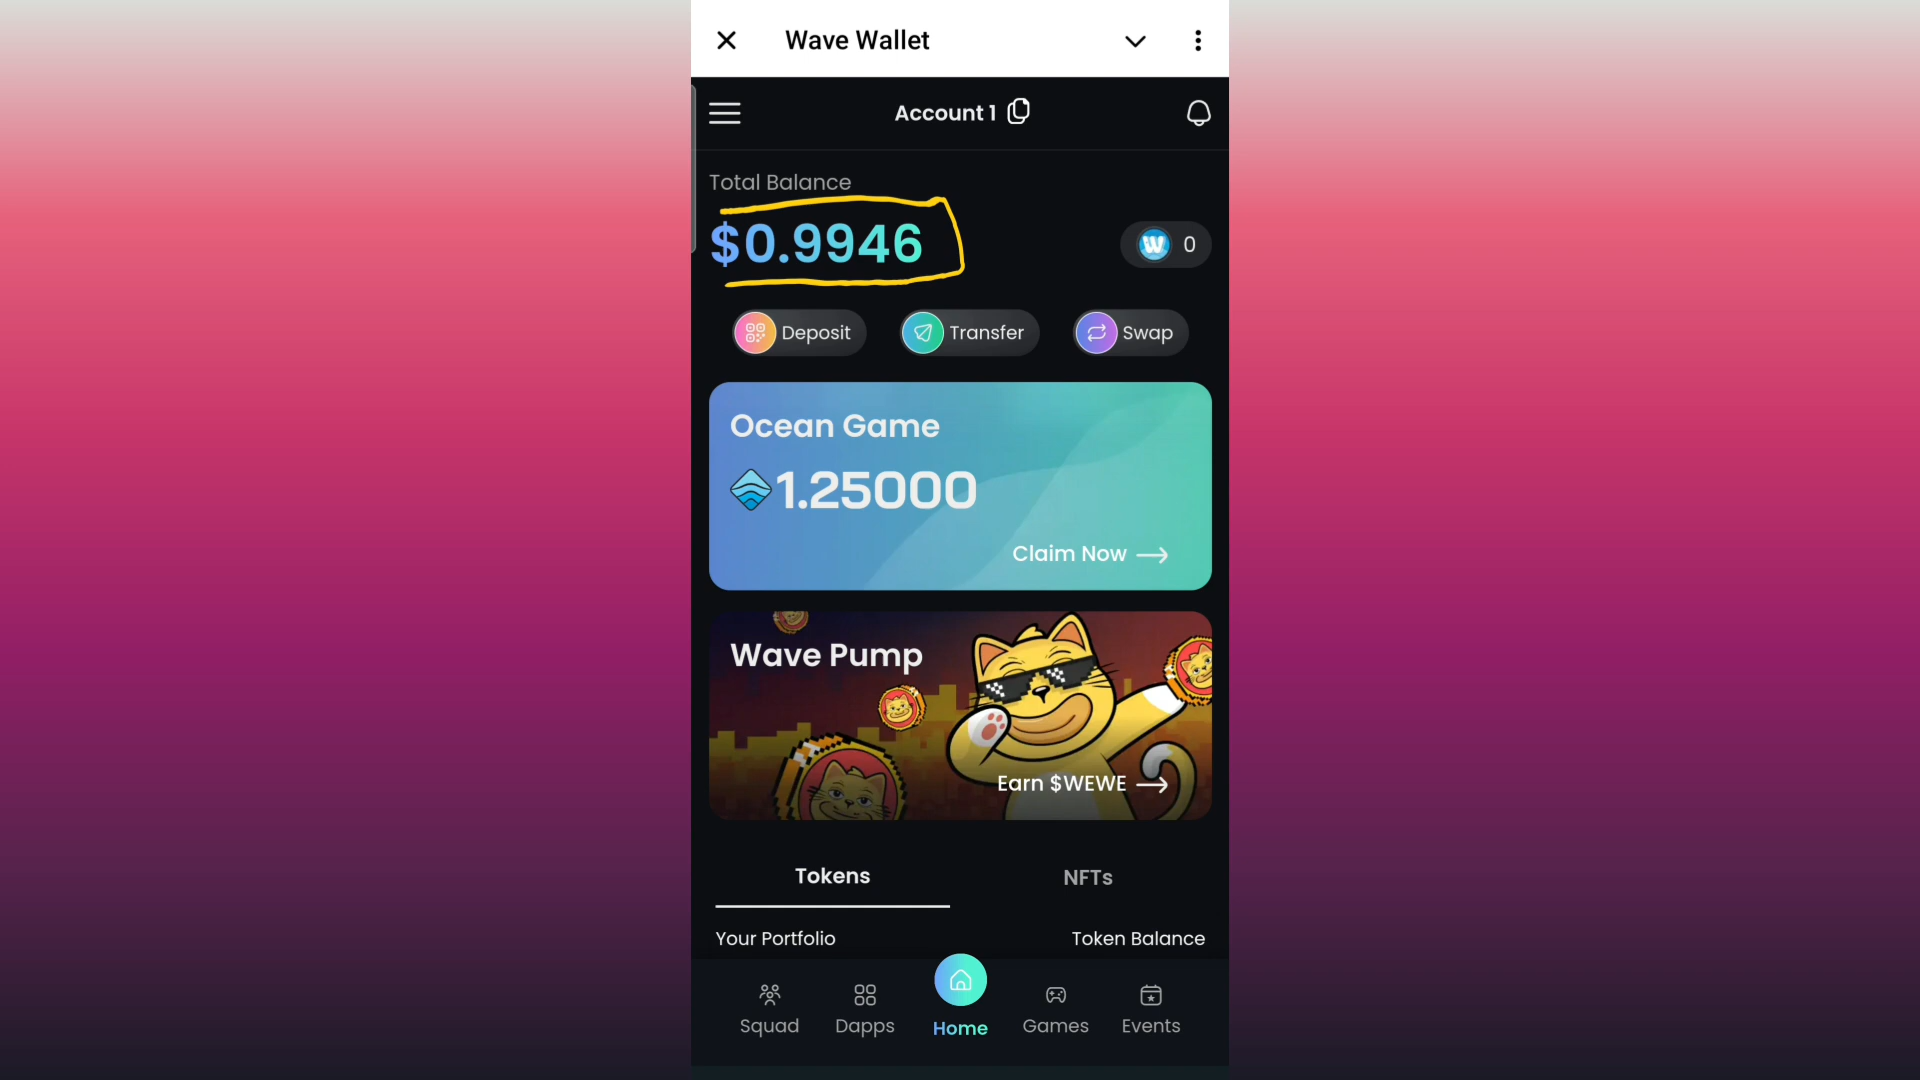 Wave Wallet
Account 1
Total Balance
$0.9946
W 0
Deposit Transfer Swap
Ocean Game
1.25000
Claim Now
Wave Pump
Earn $WEWE
Tokens NFTs
Your Portfolio Token Balance
Squad Dapps Home Games Events